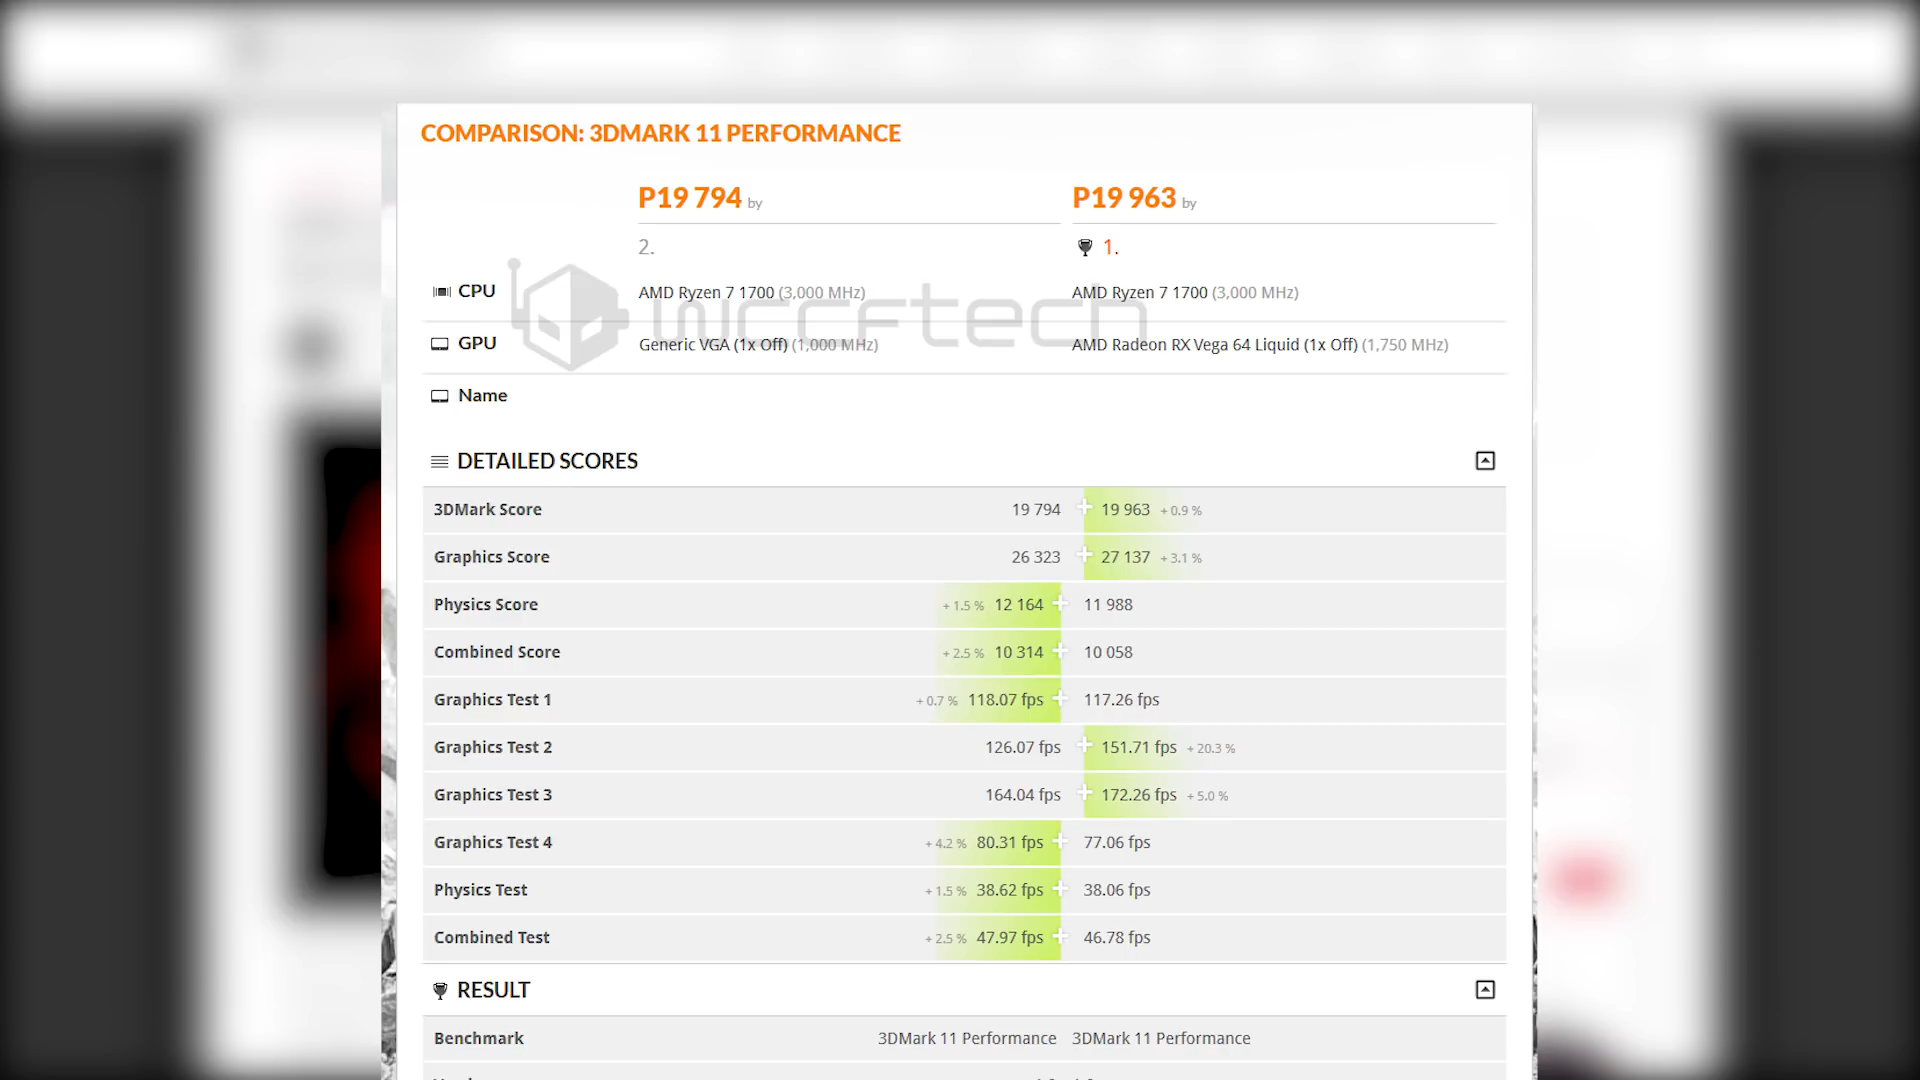 COMPARISON: 3DMARK 11 PERFORMANCE
P19 794 by
P19 963 by
2.
1.
wccftech
CPU
AMD Ryzen 7 1700 (3,000 MHz)
AMD Ryzen 7 1700 (3,000 MHz)
GPU
Generic VGA (1x Off) (1,000 MHz)
AMD Radeon RX Vega 64 Liquid (1x Off) (1,750 MHz)
Name
DETAILED SCORES
3DMark Score 19 794 + 19 963 + 0.9 %
Graphics Score 26 323 + 27 137 + 3.1 %
Physics Score + 1.5 % 12 164 + 11 988
Combined Score + 2.5 % 10 314 + 10 058
Graphics Test 1 + 0.7 % 118.07 fps + 117.26 fps
Graphics Test 2 126.07 fps + 151.71 fps + 20.3 %
Graphics Test 3 164.04 fps + 172.26 fps + 5.0 %
Graphics Test 4 + 4.2 % 80.31 fps + 77.06 fps
Physics Test + 1.5 % 38.62 fps + 38.06 fps
Combined Test + 2.5 % 47.97 fps + 46.78 fps
RESULT
Benchmark 3DMark 11 Performance 3DMark 11 Performance